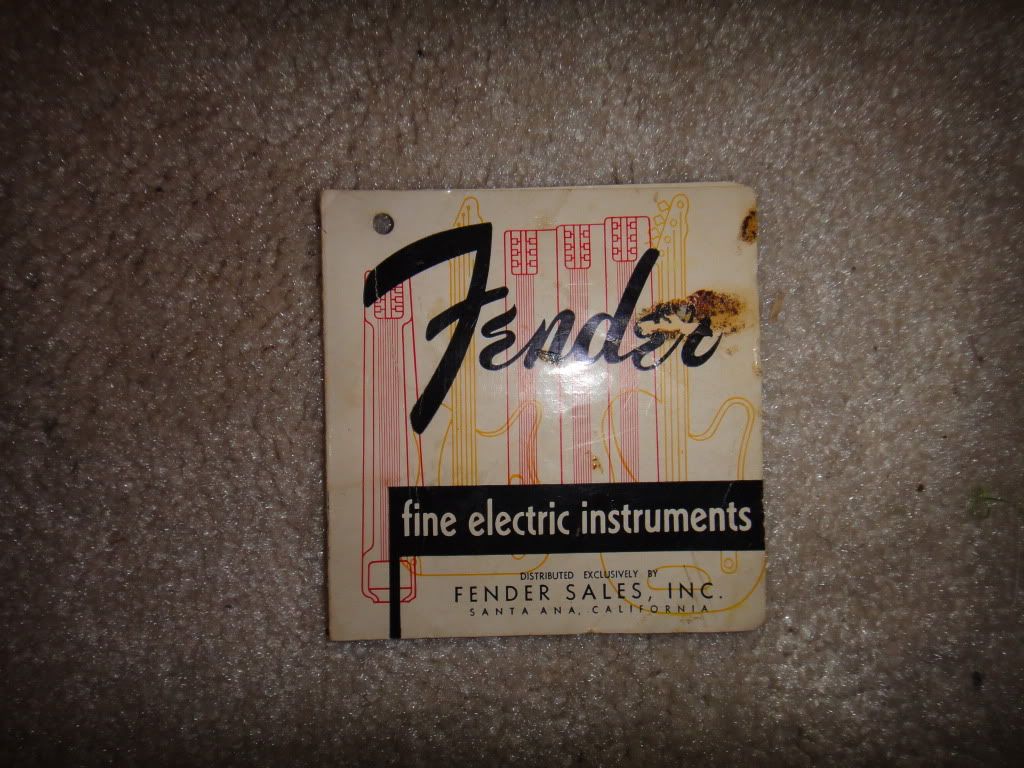 Fender
fine electric instruments
DISTRIBUTED EXCLUSIVELY BY
FENDER SALES, INC.
SANTA ANA, CALIFORNIA